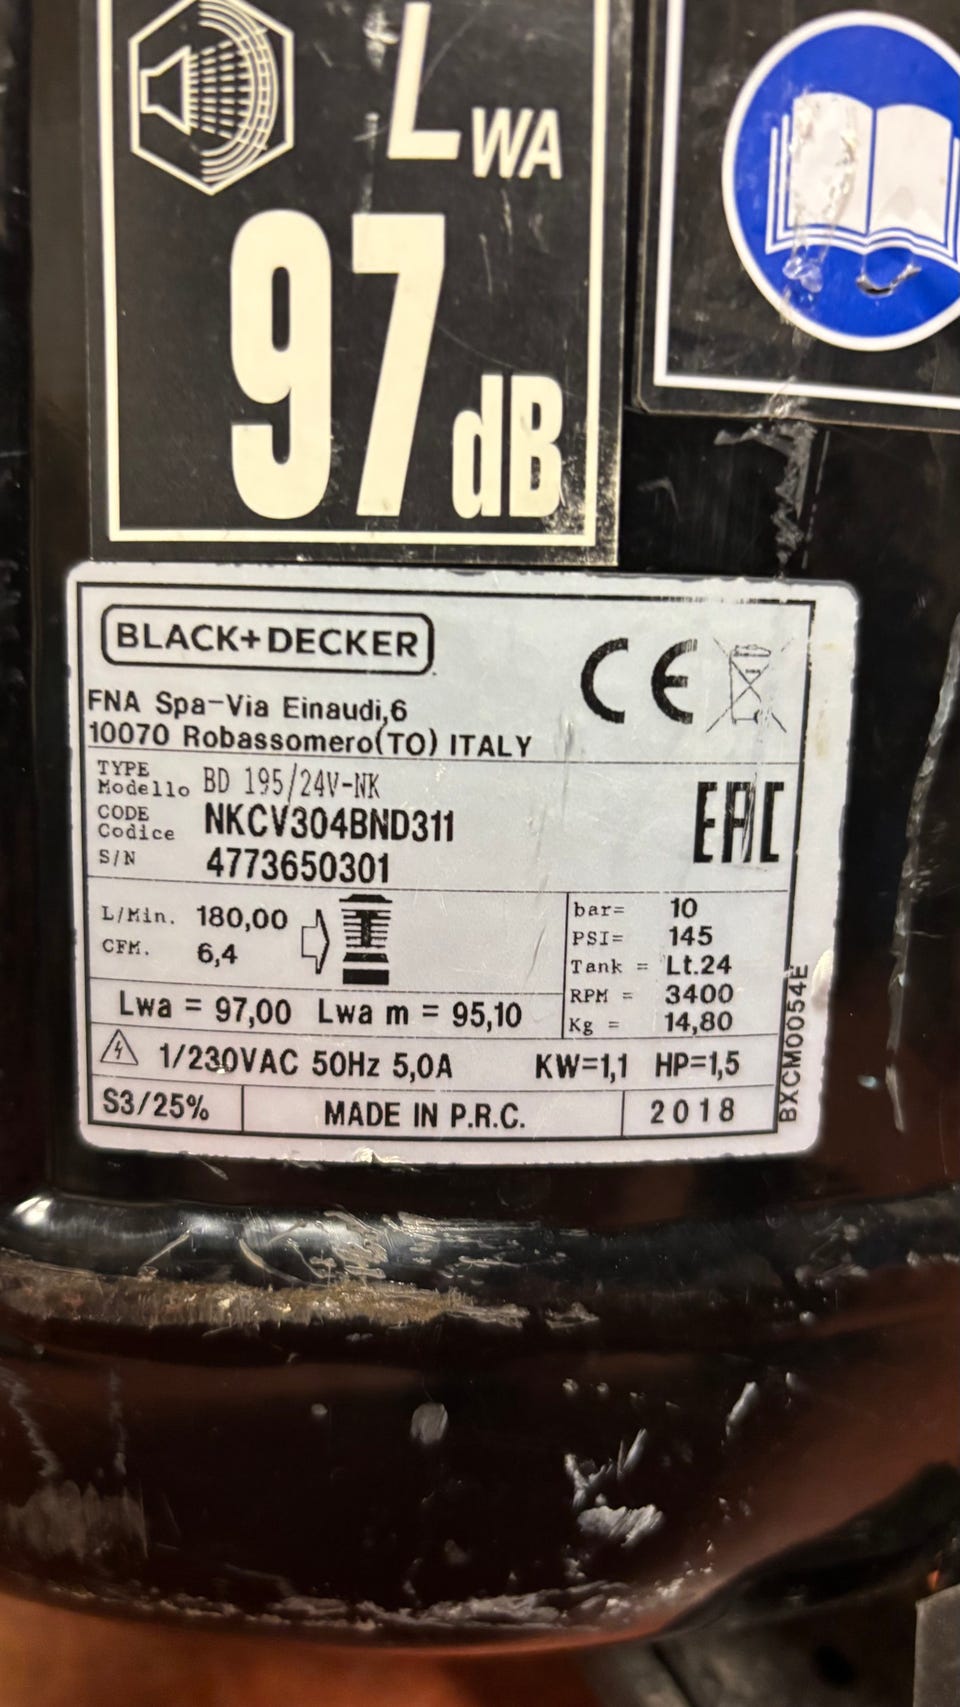 LWA
97dB
BLACK+DECKER
CE
FNA Spa-Via Einaudi,6
10070 Robassomero(TO) ITALY
TYPE
Modello BD 195/24V-NK
CODE
Codice NKCV304BND311
S/N 4773650301
EAC
L/Min. 180,00
CFM. 6,4
bar= 10
PSI= 145
Tank = Lt.24
RPM = 3400
Kg = 14,80
Lwa = 97,00 Lwa m = 95,10
1/230VAC 50Hz 5,0A KW=1,1 HP=1,5
S3/25% MADE IN P.R.C. 2018
BXCM0054E